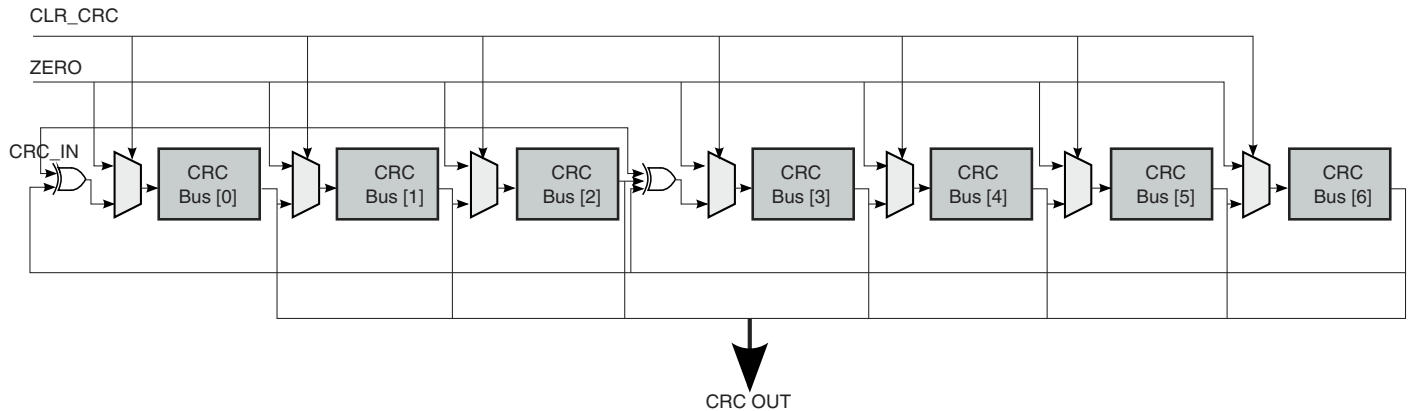 CLR_CRC
ZERO
CRC_IN
CRC
Bus [0]
CRC
Bus [1]
CRC
Bus [2]
CRC
Bus [3]
CRC
Bus [4]
CRC
Bus [5]
CRC
Bus [6]
CRC OUT